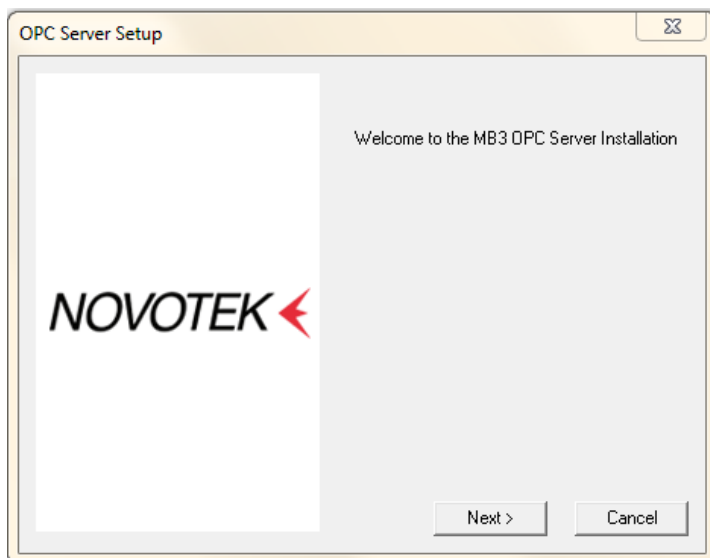 OPC Server Setup
Welcome to the MB3 OPC Server Installation
NOVOTEK
Next >
Cancel